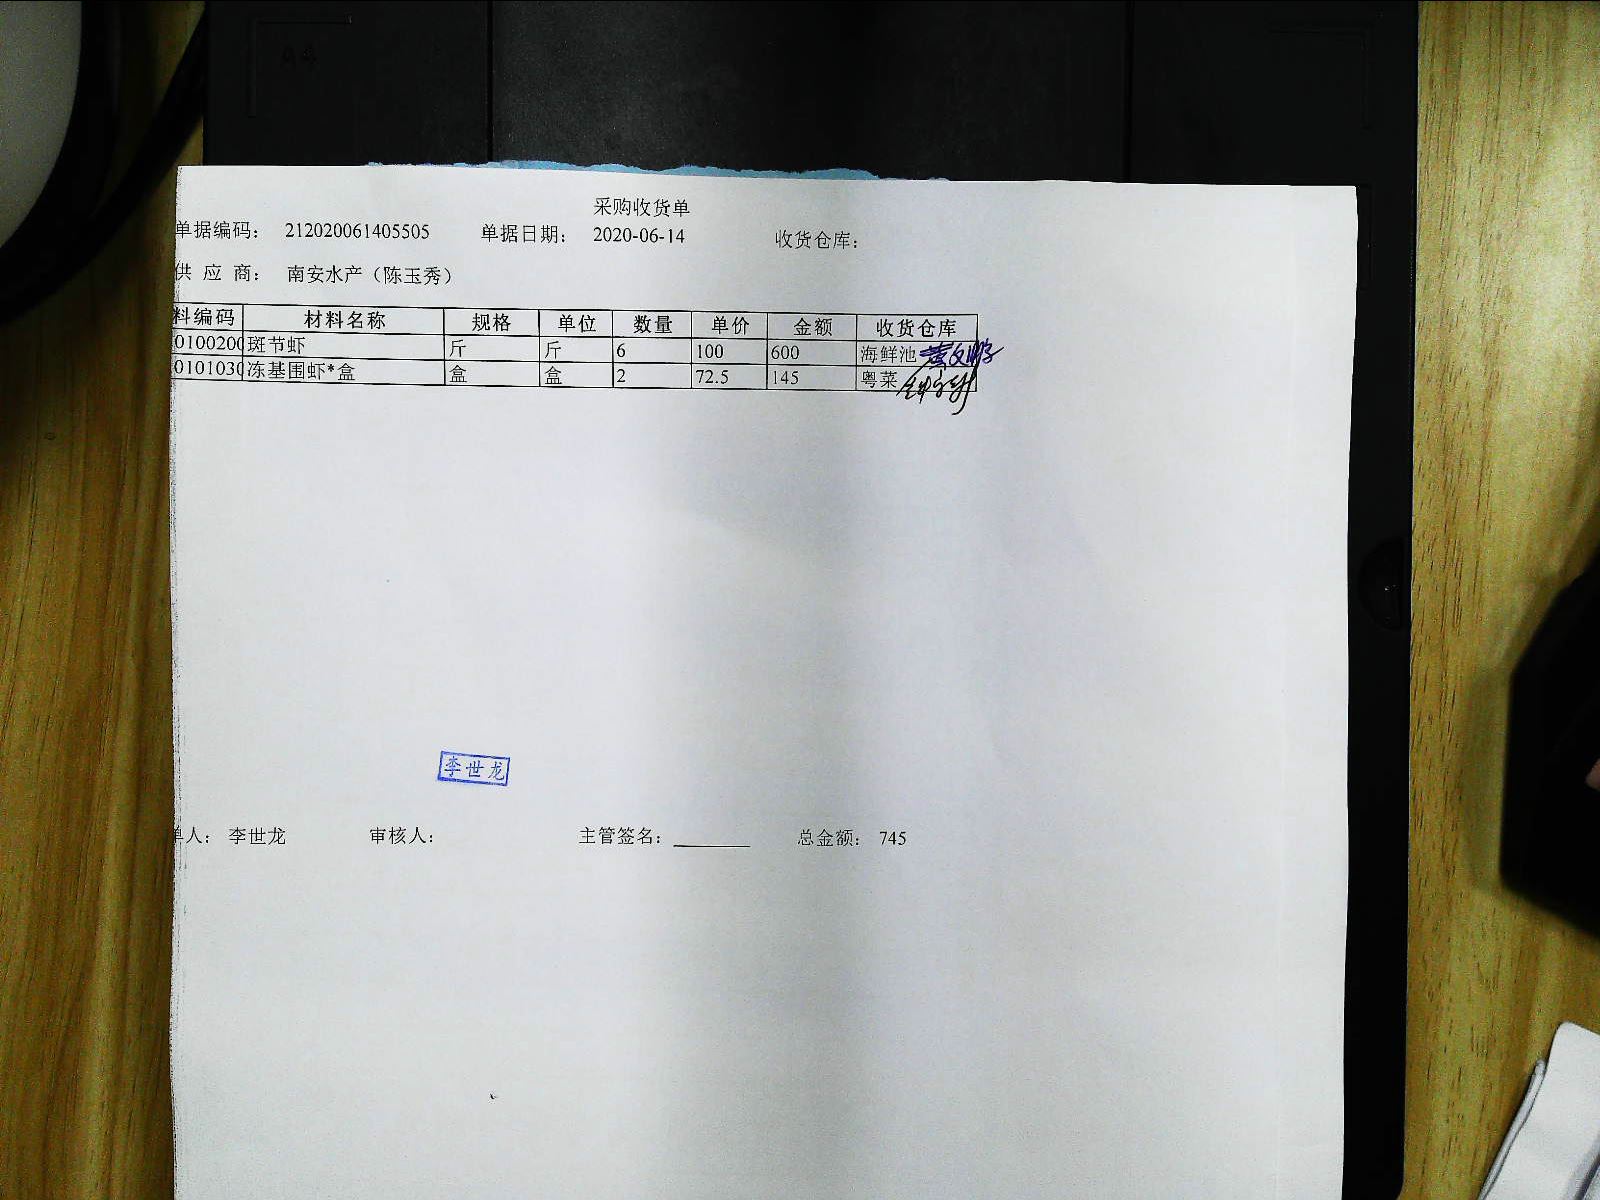 采购收货单
单据编码： 212020061405505 单据日期： 2020-06-14 收货仓库：
供 应 商： 南安水产（陈玉秀）
料编码 材料名称 规格 单位 数量 单价 金额 收货仓库
0100200 斑节虾 斤 斤 6 100 600 海鲜池
0101030 冻基围虾*盒 盒 盒 2 72.5 145 粤菜
李世龙
单人： 李世龙 审核人： 主管签名： 总金额： 745